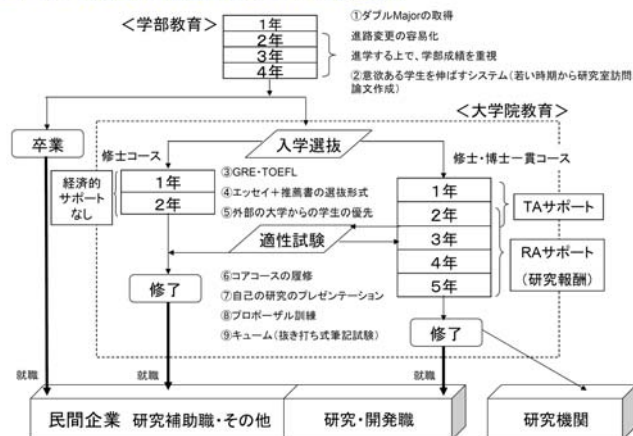 ＜学部教育＞
1年
2年
3年
4年
①ダブルMajorの取得
進路変更の容易化
進学する上で、学部成績を重視
②意欲ある学生を伸ばすシステム（若い時期から研究室訪問
論文作成）
＜大学院教育＞
卒業
入学選抜
修士コース
修士・博士一貫コース
経済的
サポート
なし
1年
2年
③GRE・TOEFL
④エッセイ＋推薦書の選抜形式
⑤外部の大学からの学生の優先
1年
2年
3年
4年
5年
TAサポート
RAサポート
（研究報酬）
適性試験
修了
⑥コアコースの履修
⑦自己の研究のプレゼンテーション
⑧プロポーザル訓練
⑨キューム（抜き打ち式筆記試験）
修了
就職
就職
就職
民間企業 研究補助職・その他
研究・開発職
研究機関